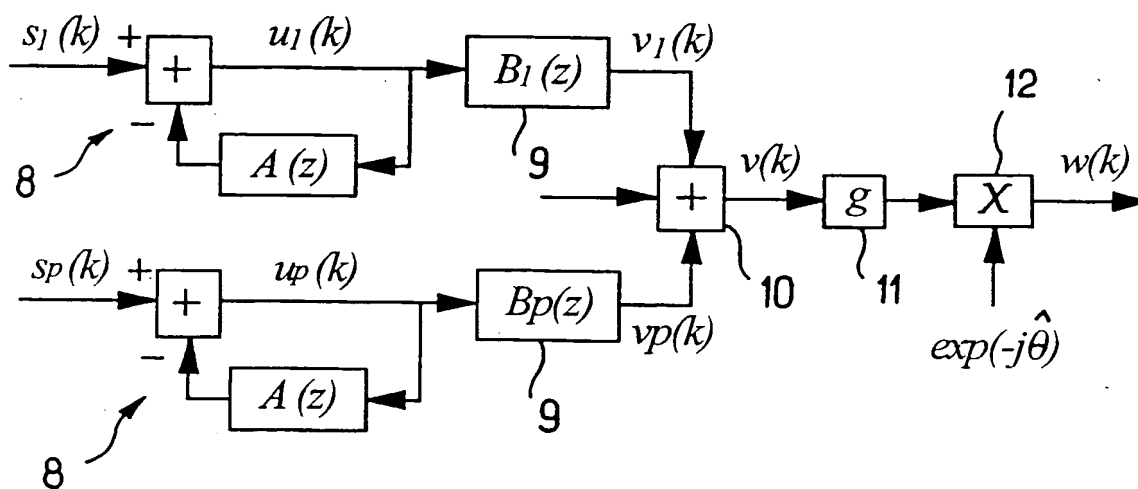 s1(k) + u1(k) B1(z) v1(k)
+
−
8 A(z) 9
12
v(k) w(k)
+ g X
10 11
exp(-jθ̂)
sp(k) + up(k) Bp(z) vp(k)
+
−
8 A(z) 9